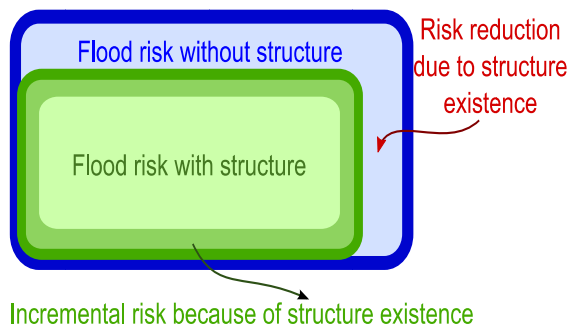 Flood risk without structure
Risk reduction
due to structure
existence
Flood risk with structure
Incremental risk because of structure existence